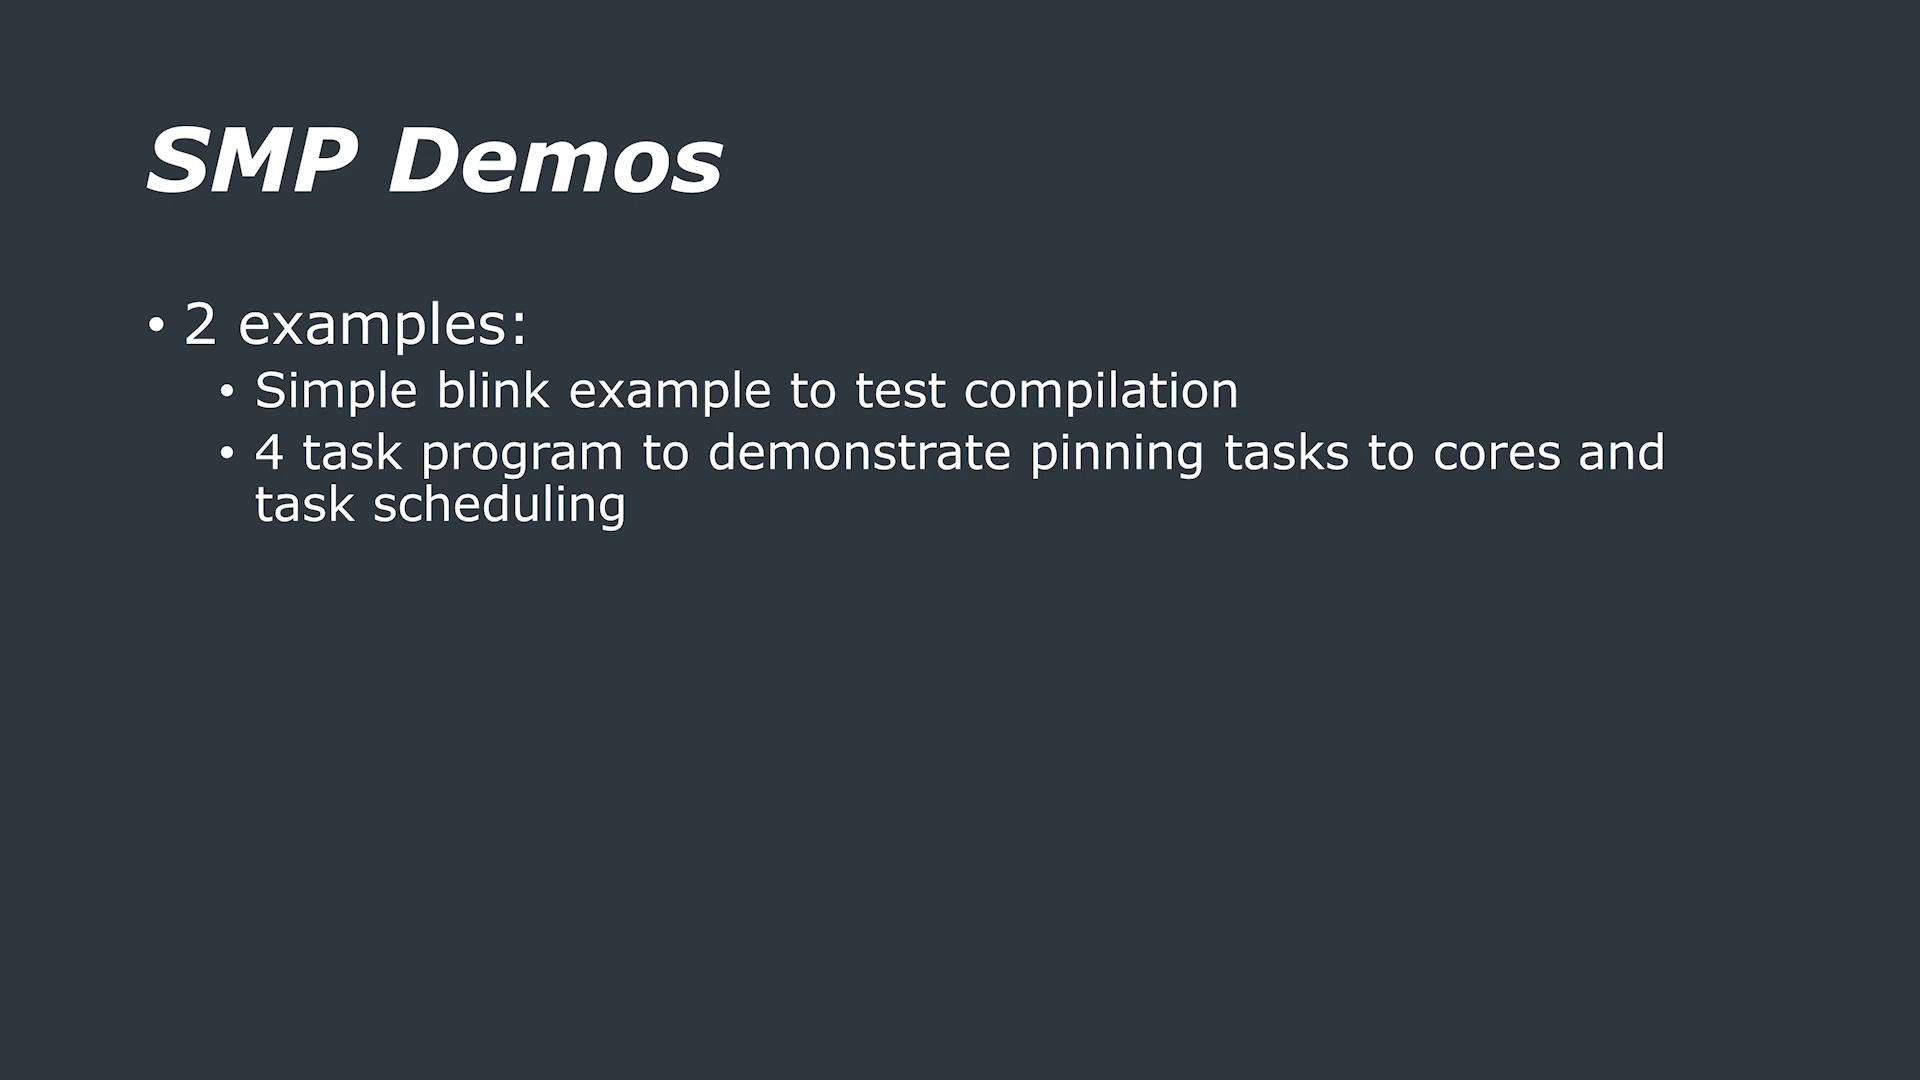 SMP Demos
• 2 examples:
• Simple blink example to test compilation
• 4 task program to demonstrate pinning tasks to cores and
task scheduling